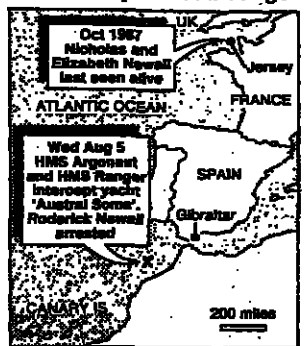 UK
Oct 1987
Nicholas and
Elizabeth Newall
last seen alive
Jersey
FRANCE
ATLANTIC OCEAN
Wed Aug 5
HMS Argonaut
and HMS Ranger
intercept yacht
'Austral Soma'.
Roderick Newall
arrested
SPAIN
Gibraltar
CANARY IS
200 miles